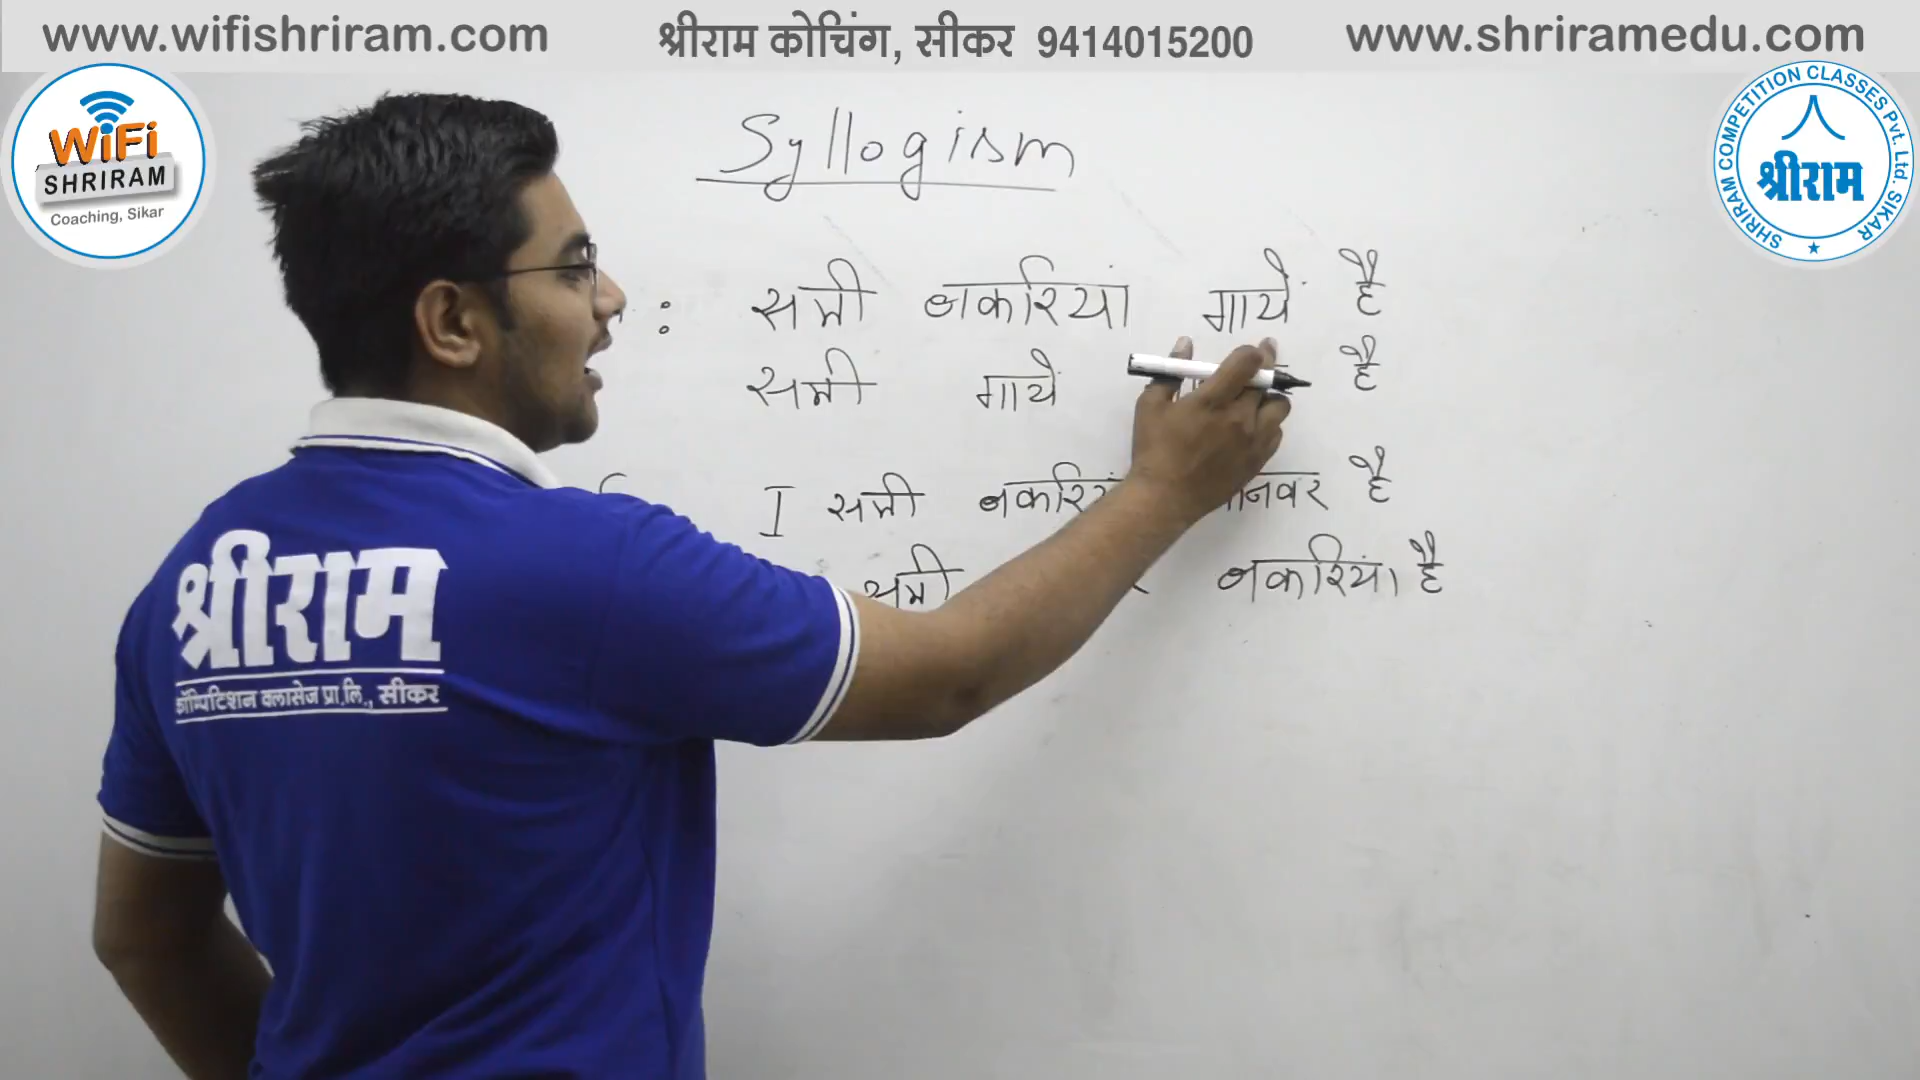 www.wifishriram.com
श्रीराम कोचिंग, सीकर 9414015200
www.shriramedu.com
WiFi
SHRIRAM
Coaching, Sikar
SHRIRAM COMPETITION CLASSES Pvt. Ltd. SIKAR
श्रीराम
Syllogism
: सभी बकरियां गायें है
सभी गायें है
I सभी है
सभी बकरियां है
श्रीराम
कॉम्पिटिशन क्लासेज प्रा.लि., सीकर